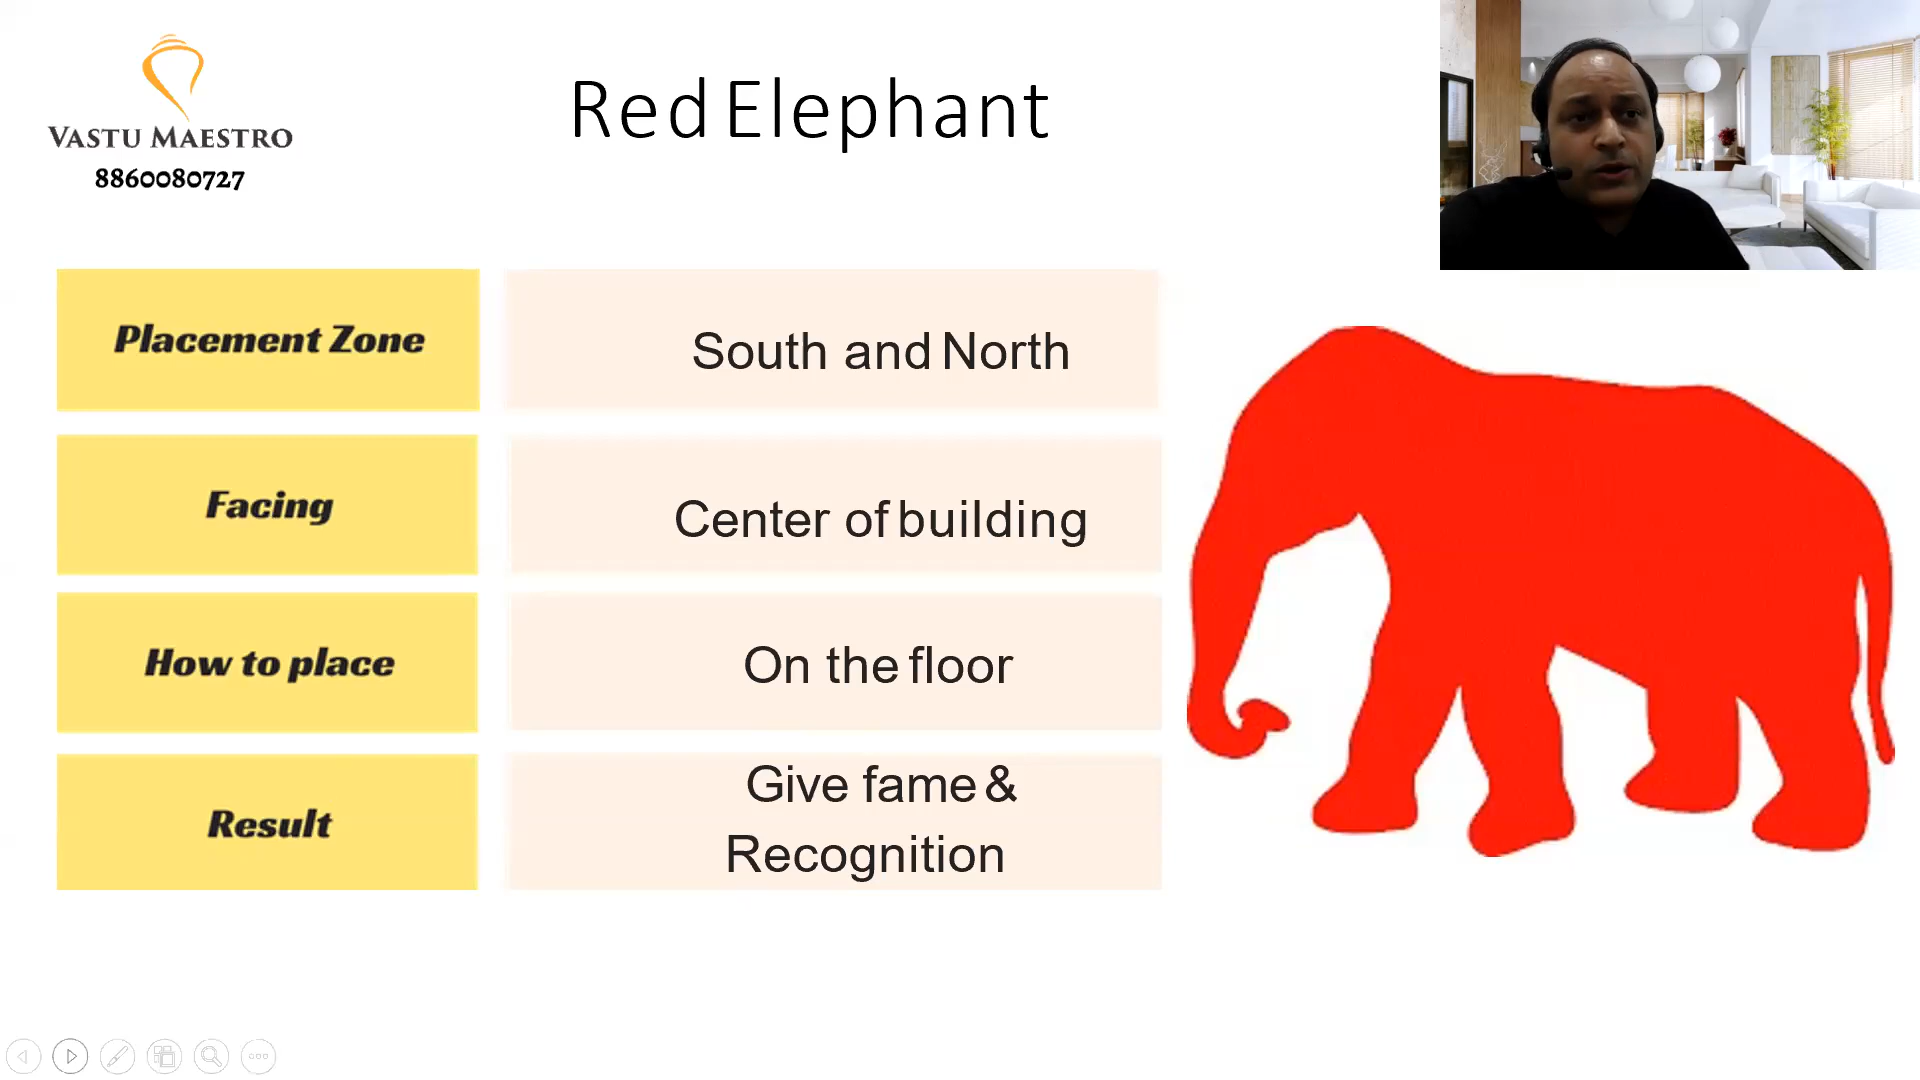 VASTU MAESTRO
8860080727
Red Elephant
Placement Zone
South and North
Facing
Center of building
How to place
On the floor
Result
Give fame &
Recognition